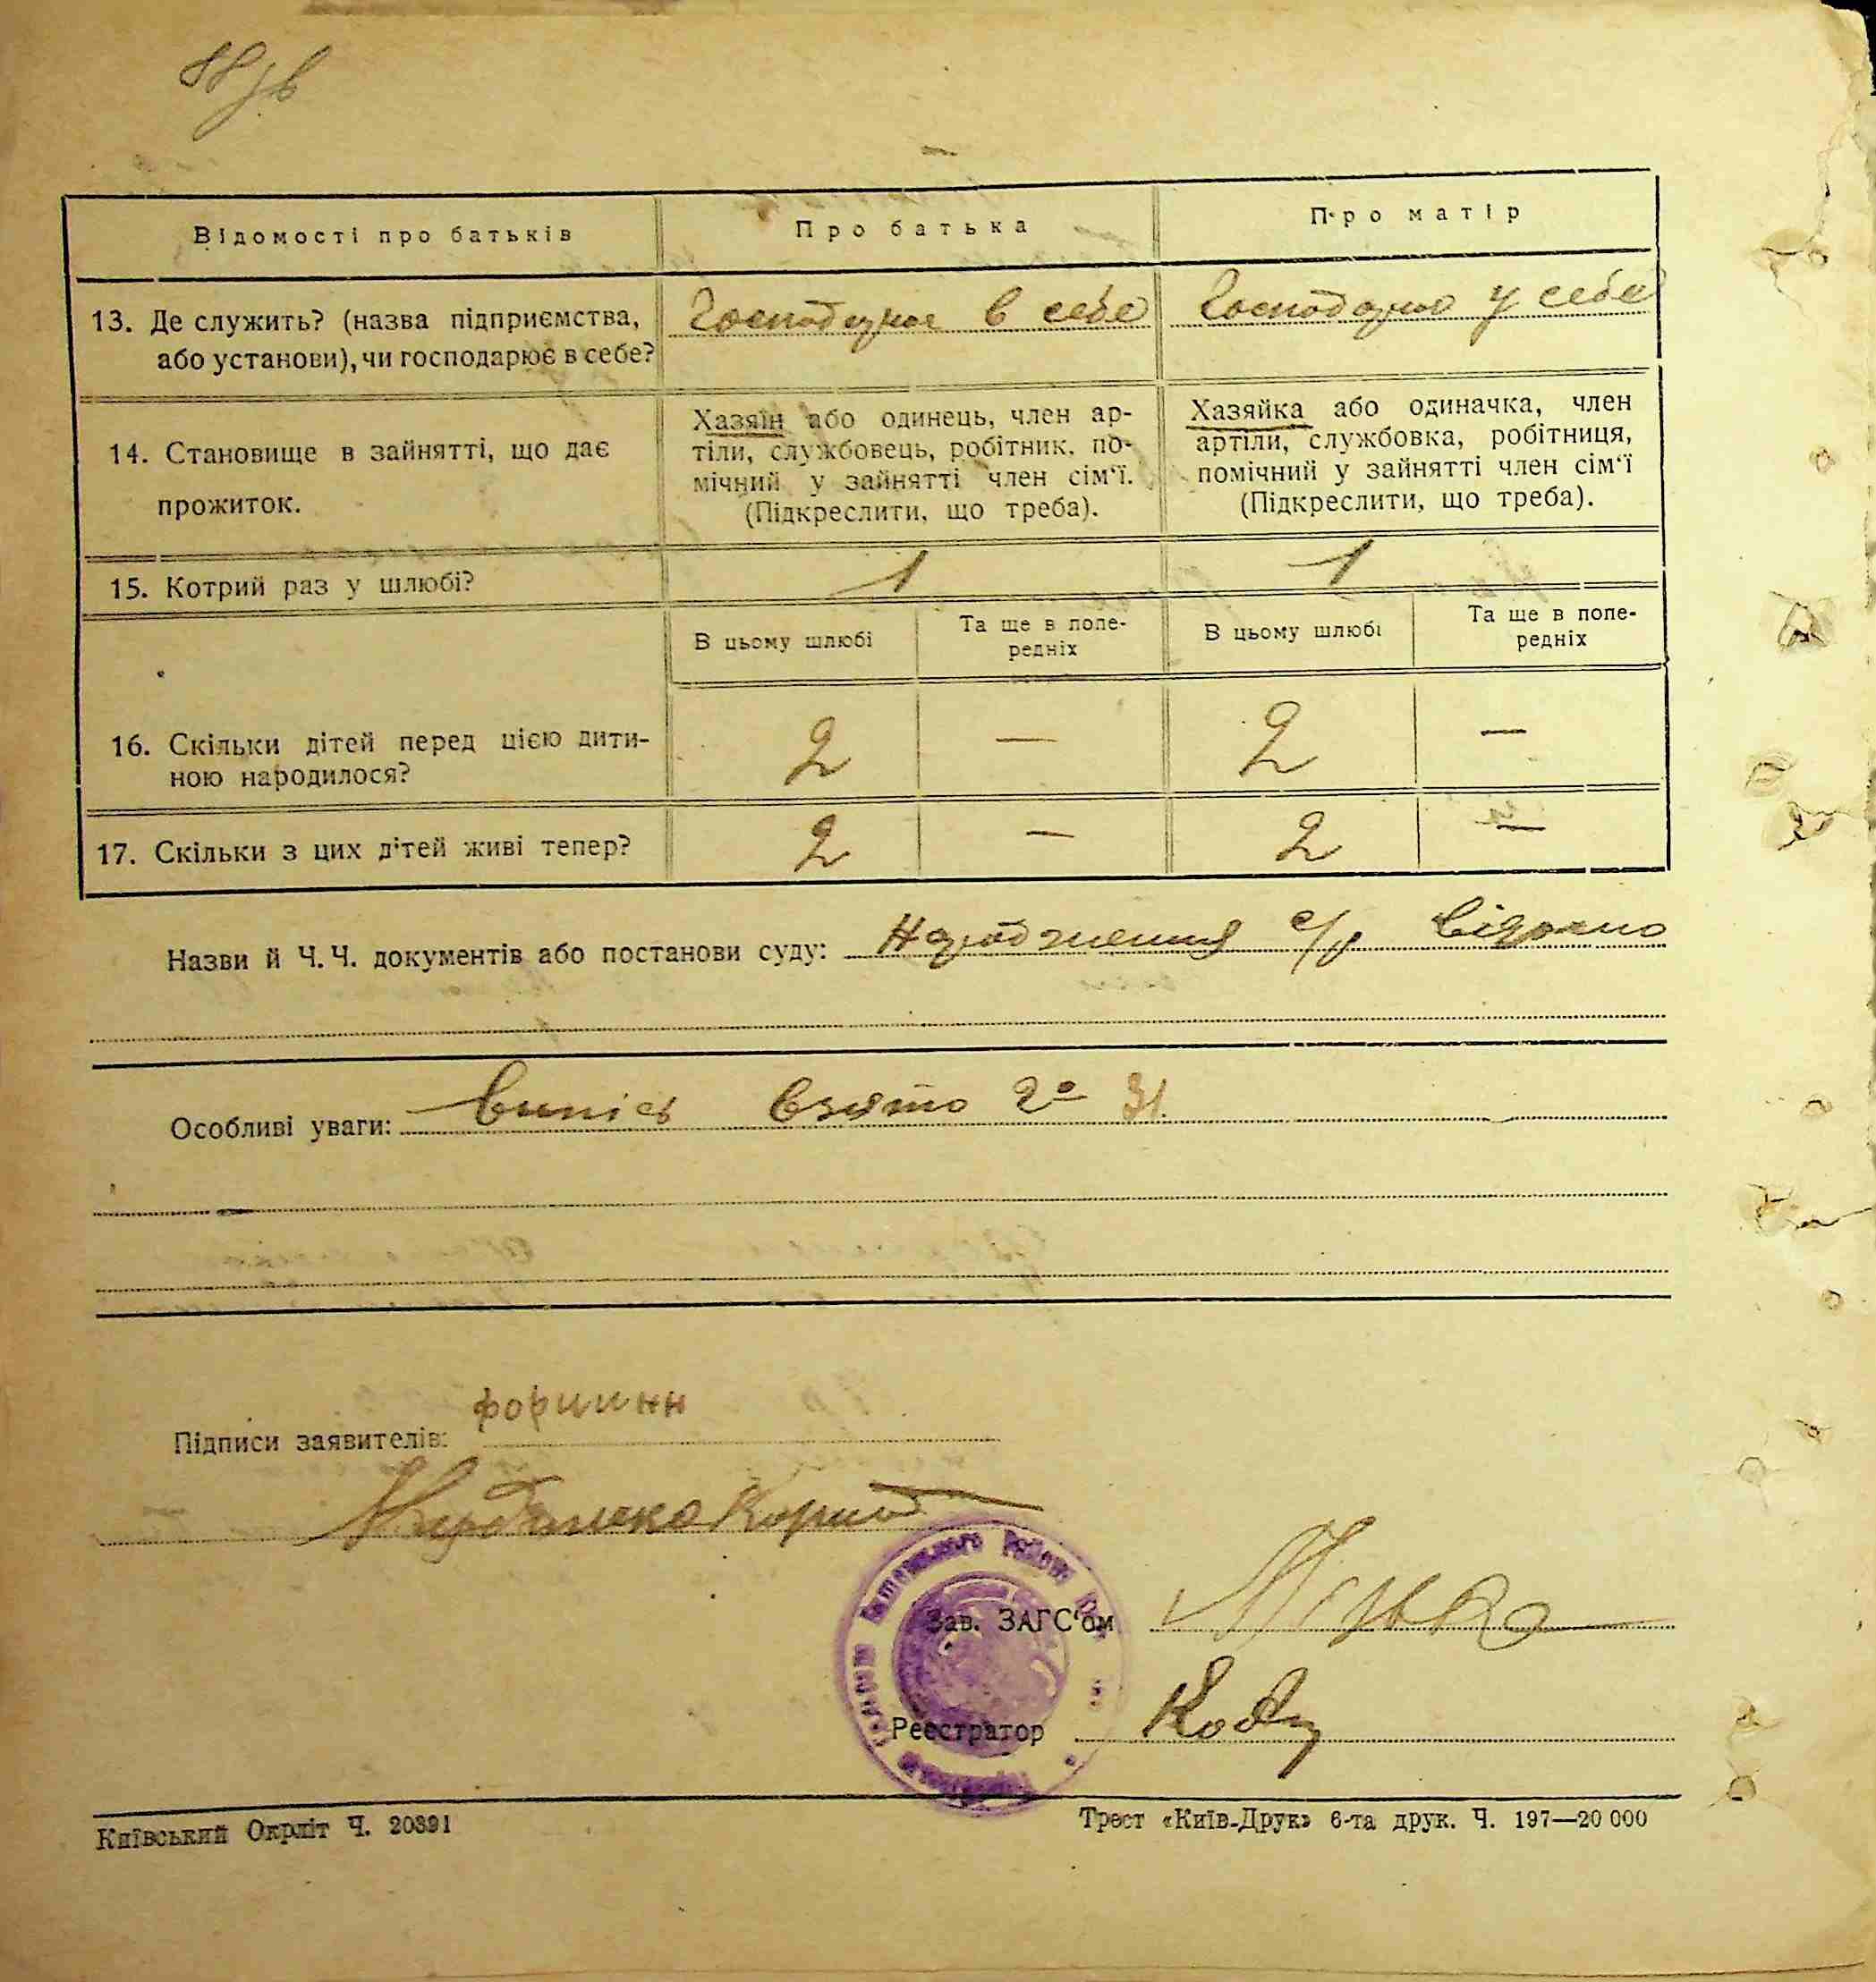 Відомості про батьків
Про батька
Про матір
13. Де служить? (назва підприємства,
або установи), чи господарює в себе?
в себе
у себе
14. Становище в зайнятті, що дає
прожиток.
Хазяїн або одинець, член ар-
тіли, службовець, робітник, по-
мічний у зайнятті член сім‘ї.
(Підкреслити, що треба).
Хазяйка або одиначка, член
артіли, службовка, робітниця,
помічний у зайнятті член сім‘ї
(Підкреслити, що треба).
15. Котрий раз у шлюбі?
1
1
В цьому шлюбі
Та ще в попе-
редніх
В цьому шлюбі
Та ще в попе-
редніх
16. Скільки дітей перед цією дити-
ною народилося?
2 — 2 —
17. Скільки з цих дітей живі тепер?
2 — 2 —
Назви й Ч. Ч. документів або постанови суду: с/р
Особливі уваги: Випись взято
Підписи заявителів:
Зав. ЗАГС‘ом
Реєстратор
Київський Окрліт Ч. 20391
Трест «Київ-Друк» 6-та друк. Ч. 197—20 000